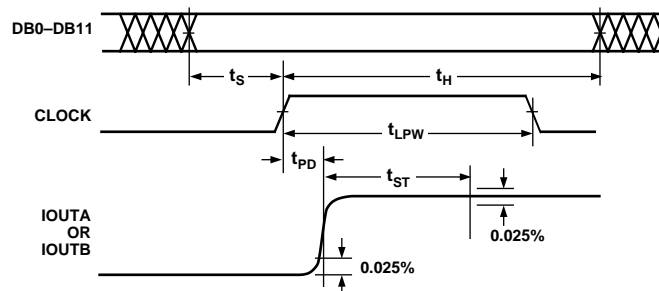 DB0–DB11
tS
tH
CLOCK
tLPW
tPD
tST
IOUTA
OR
IOUTB
0.025%
0.025%